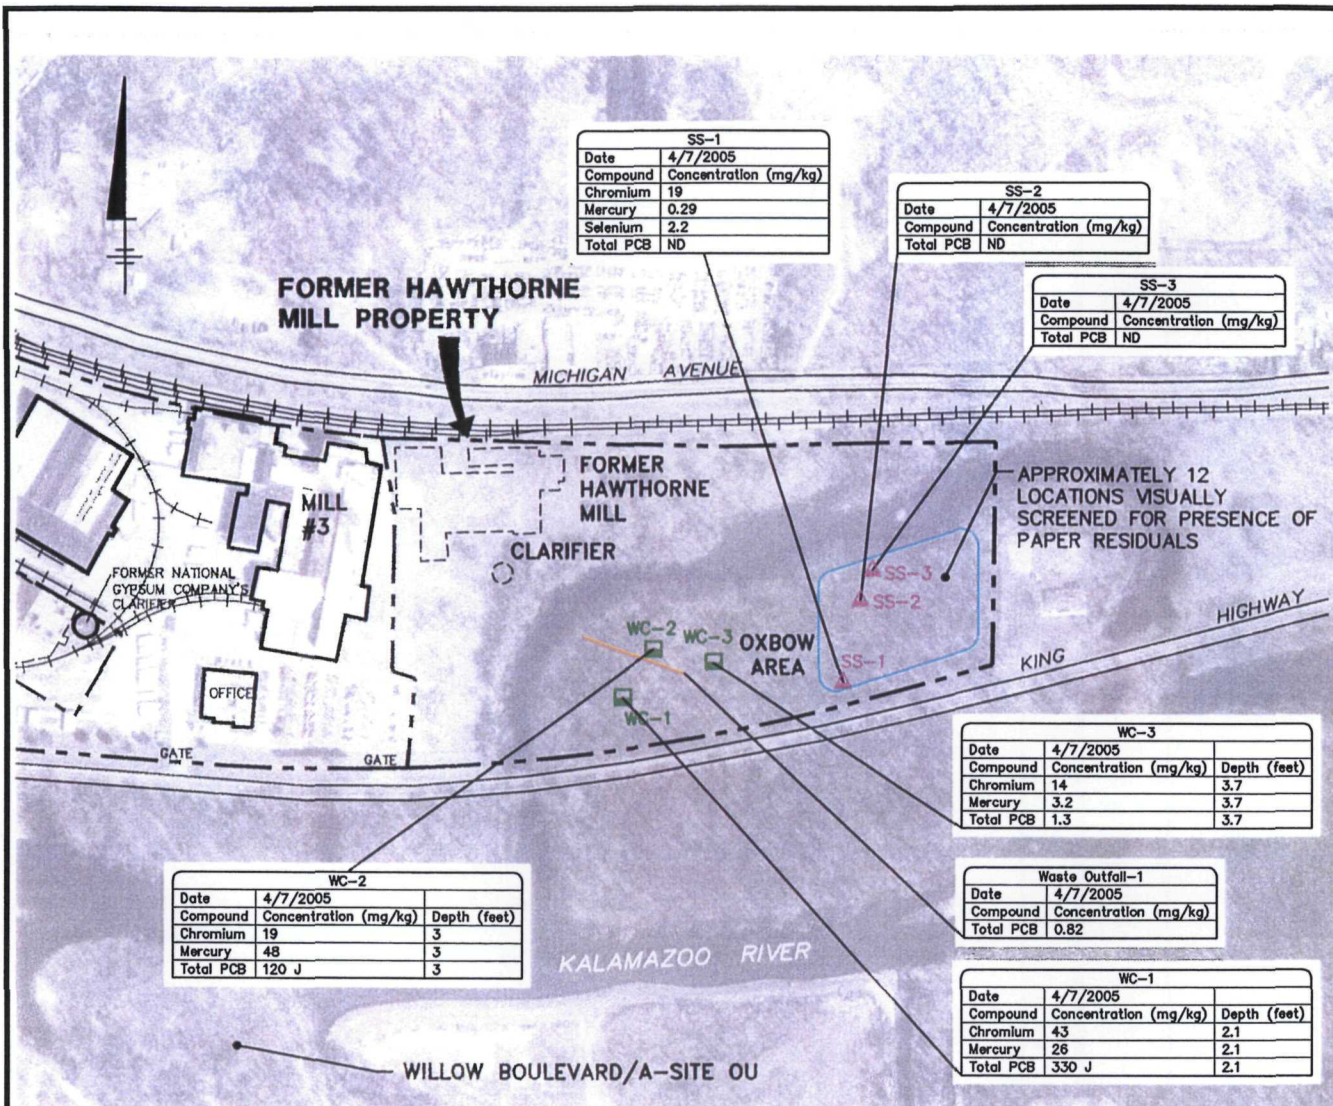 SS-1
Date 4/7/2005
Compound Concentration (mg/kg)
Chromium 19
Mercury 0.29
Selenium 2.2
Total PCB ND
SS-2
Date 4/7/2005
Compound Concentration (mg/kg)
Total PCB ND
SS-3
Date 4/7/2005
Compound Concentration (mg/kg)
Total PCB ND
FORMER HAWTHORNE
MILL PROPERTY
MICHIGAN AVENUE
FORMER
HAWTHORNE
MILL
APPROXIMATELY 12
LOCATIONS VISUALLY
SCREENED FOR PRESENCE OF
PAPER RESIDUALS
MILL
#3
CLARIFIER
FORMER NATIONAL
GYPSUM COMPANY'S
CLARIFIER
SS-3
SS-2
HIGHWAY
WC-2
WC-3
OXBOW
AREA
SS-1
KING
OFFICE
WC-1
GATE
GATE
WC-3
Date 4/7/2005
Compound Concentration (mg/kg) Depth (feet)
Chromium 14 3.7
Mercury 3.2 3.7
Total PCB 1.3 3.7
WC-2
Date 4/7/2005
Compound Concentration (mg/kg) Depth (feet)
Chromium 19 3
Mercury 48 3
Total PCB 120 J 3
Waste Outfall-1
Date 4/7/2005
Compound Concentration (mg/kg)
Total PCB 0.82
KALAMAZOO RIVER
WC-1
Date 4/7/2005
Compound Concentration (mg/kg) Depth (feet)
Chromium 43 2.1
Mercury 26 2.1
Total PCB 330 J 2.1
WILLOW BOULEVARD/A-SITE OU